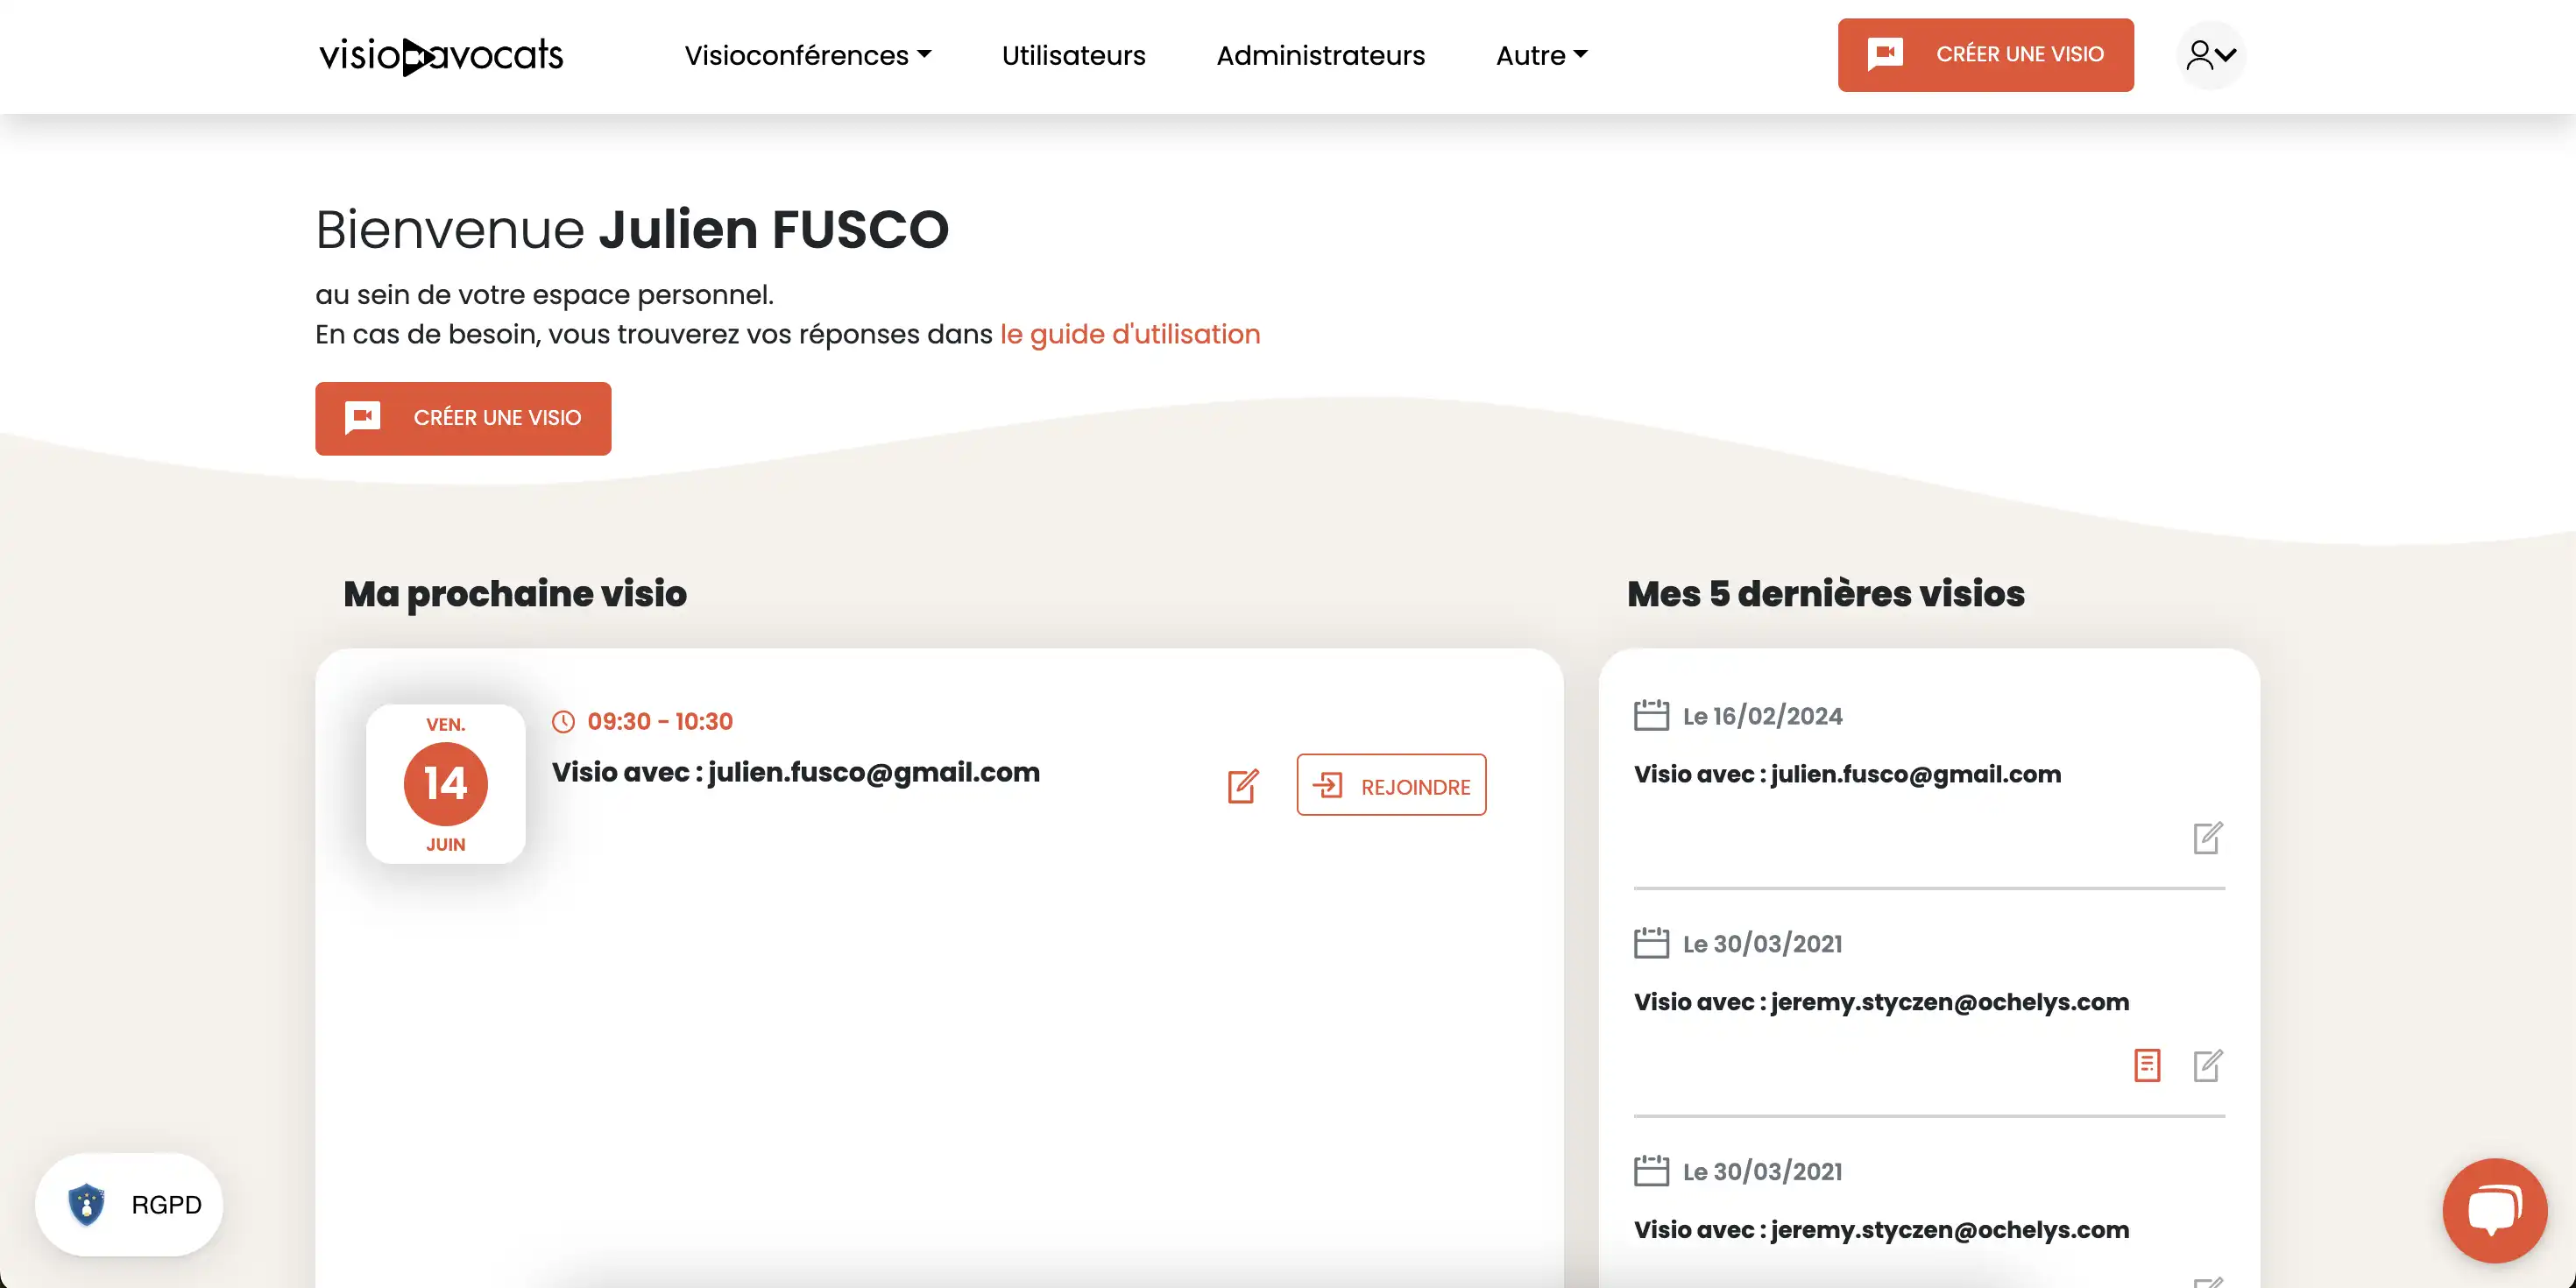 visio avocats
Visioconférences
Utilisateurs
Administrateurs
Autre
CRÉER UNE VISIO
Bienvenue Julien FUSCO
au sein de votre espace personnel.
En cas de besoin, vous trouverez vos réponses dans le guide d'utilisation
CRÉER UNE VISIO
Ma prochaine visio
VEN.
14
JUIN
09:30 - 10:30
Visio avec : julien.fusco@gmail.com
REJOINDRE
Mes 5 dernières visios
Le 16/02/2024
Visio avec : julien.fusco@gmail.com
Le 30/03/2021
Visio avec : jeremy.styczen@ochelys.com
Le 30/03/2021
Visio avec : jeremy.styczen@ochelys.com
RGPD